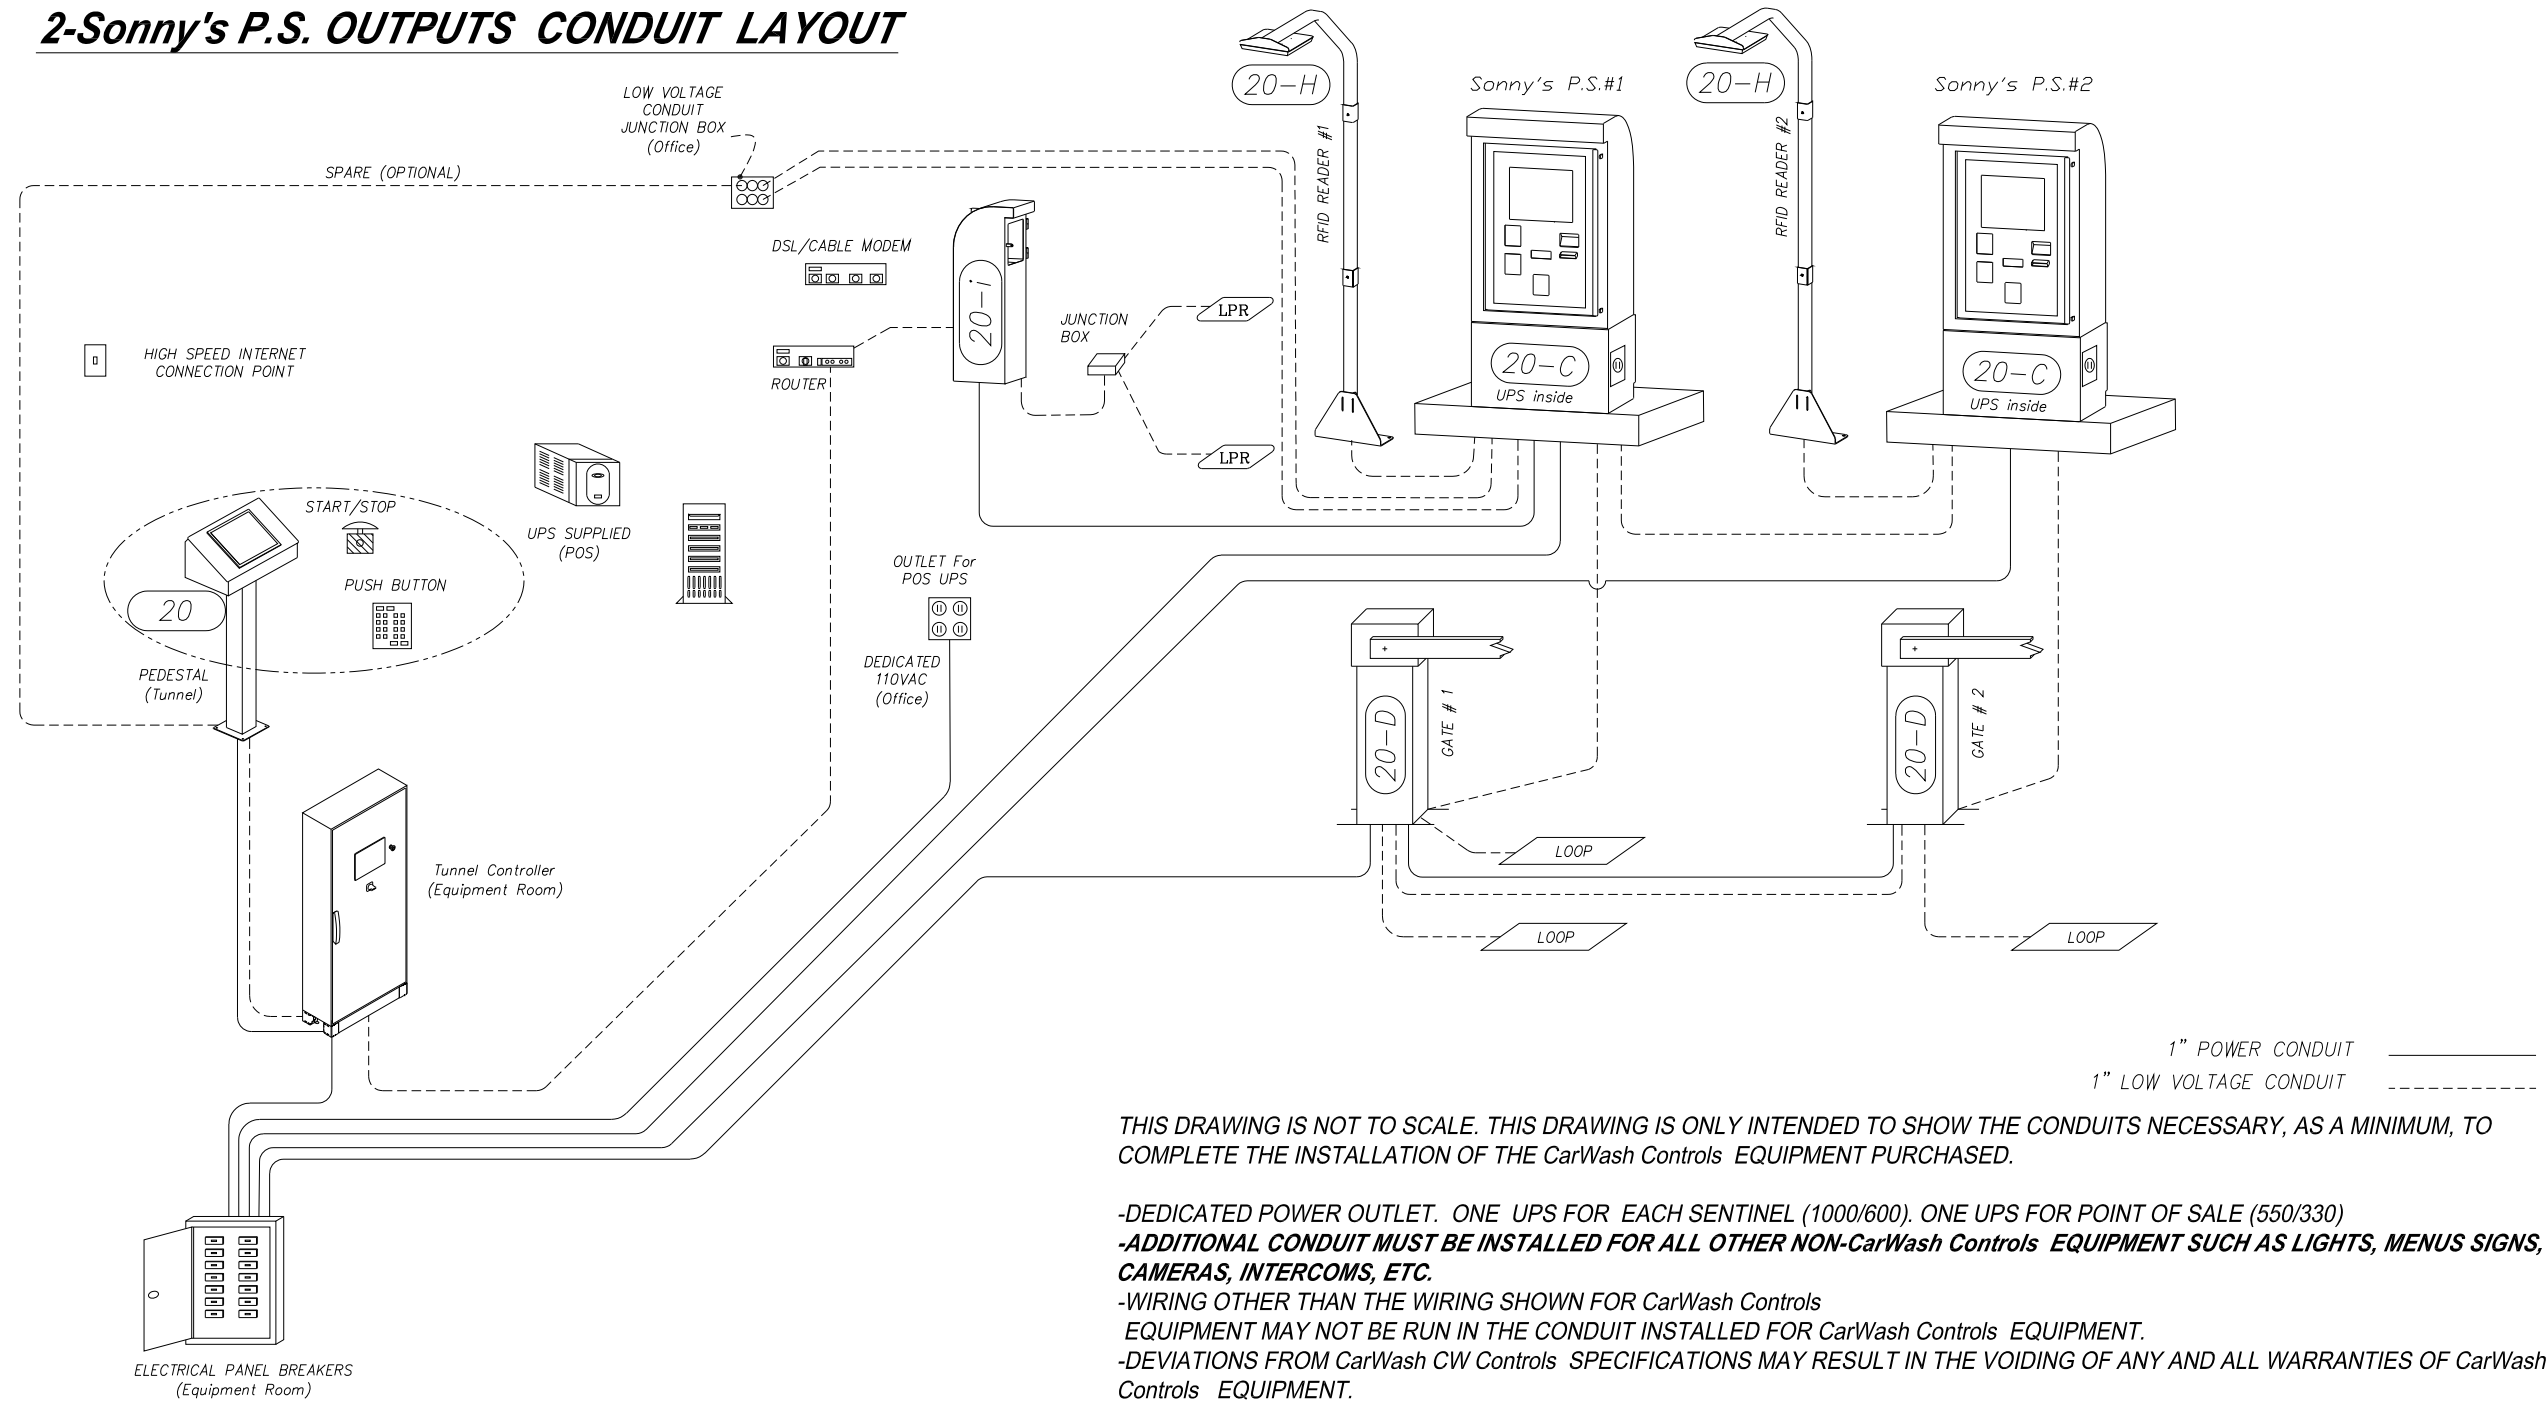 2-Sonny's P.S. OUTPUTS CONDUIT LAYOUT
LOW VOLTAGE
CONDUIT
JUNCTION BOX
(Office)
SPARE (OPTIONAL)
20-H
Sonny's P.S.#1
20-H
Sonny's P.S.#2
RFID READER #1
RFID READER #2
DSL/CABLE MODEM
20-i
LPR
JUNCTION
BOX
HIGH SPEED INTERNET
CONNECTION POINT
ROUTER
20-C
UPS inside
20-C
UPS inside
LPR
START/STOP
UPS SUPPLIED
(POS)
OUTLET For
POS UPS
PUSH BUTTON
20
PEDESTAL
(Tunnel)
DEDICATED
110VAC
(Office)
20-D
GATE # 1
20-D
GATE # 2
LOOP
Tunnel Controller
(Equipment Room)
LOOP
LOOP
1” POWER CONDUIT
1” LOW VOLTAGE CONDUIT
THIS DRAWING IS NOT TO SCALE. THIS DRAWING IS ONLY INTENDED TO SHOW THE CONDUITS NECESSARY, AS A MINIMUM, TO
COMPLETE THE INSTALLATION OF THE CarWash Controls EQUIPMENT PURCHASED.
-DEDICATED POWER OUTLET. ONE UPS FOR EACH SENTINEL (1000/600). ONE UPS FOR POINT OF SALE (550/330)
-ADDITIONAL CONDUIT MUST BE INSTALLED FOR ALL OTHER NON-CarWash Controls EQUIPMENT SUCH AS LIGHTS, MENUS SIGNS,
CAMERAS, INTERCOMS, ETC.
-WIRING OTHER THAN THE WIRING SHOWN FOR CarWash Controls
EQUIPMENT MAY NOT BE RUN IN THE CONDUIT INSTALLED FOR CarWash Controls EQUIPMENT.
-DEVIATIONS FROM CarWash CW Controls SPECIFICATIONS MAY RESULT IN THE VOIDING OF ANY AND ALL WARRANTIES OF CarWash
Controls EQUIPMENT.
ELECTRICAL PANEL BREAKERS
(Equipment Room)